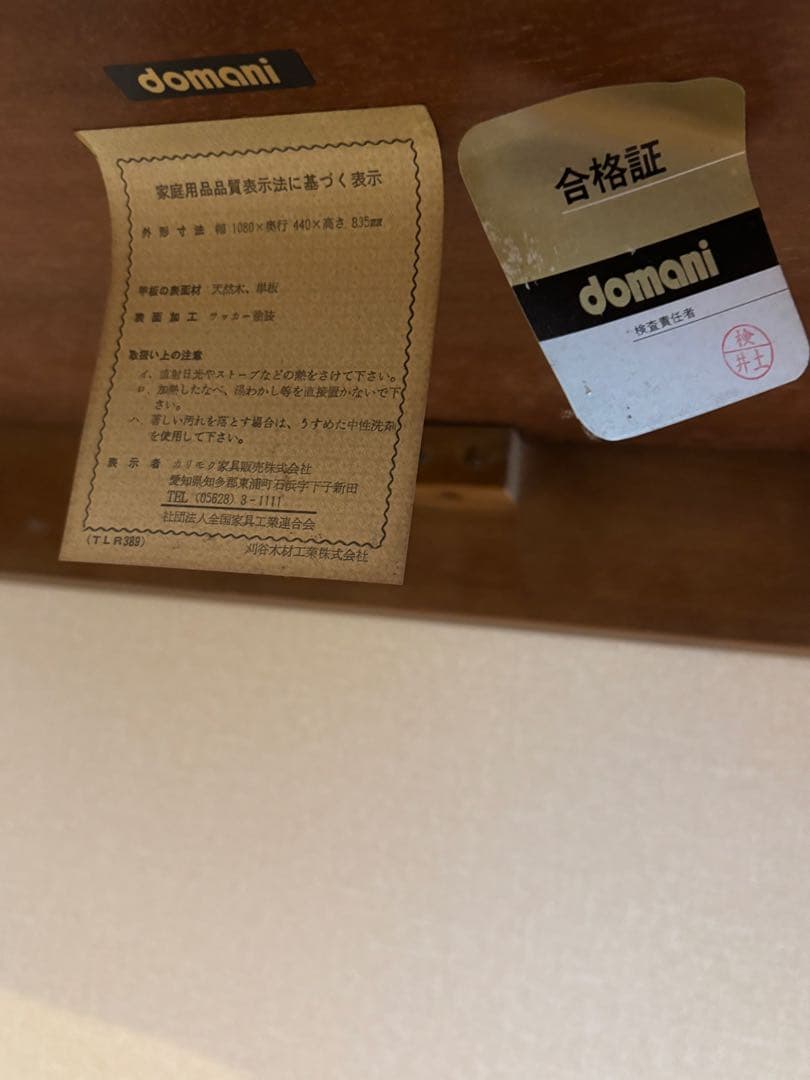 domani
家庭用品品質表示法に基づく表示
外形寸法 幅 1080×奥行 440×高さ 835㎜
甲板の表面材 天然木、単板
表面加工 ラッカー塗装
取扱い上の注意
イ、直射日光やストーブなどの熱をさけて下さい。
ロ、加熱したなべ、湯わかし等を直接置かないで下
さい。
ハ、著しい汚れを落とす場合は、うすめた中性洗剤
を使用して下さい。
表示者 カリモク家具販売株式会社
愛知県知多郡東浦町石浜字下子新田
TEL (05628) 3-1111
社団法人全国家具工業連合会
(TLR389)
刈谷木材工業株式会社
合格証
domani
検査責任者
検
井土